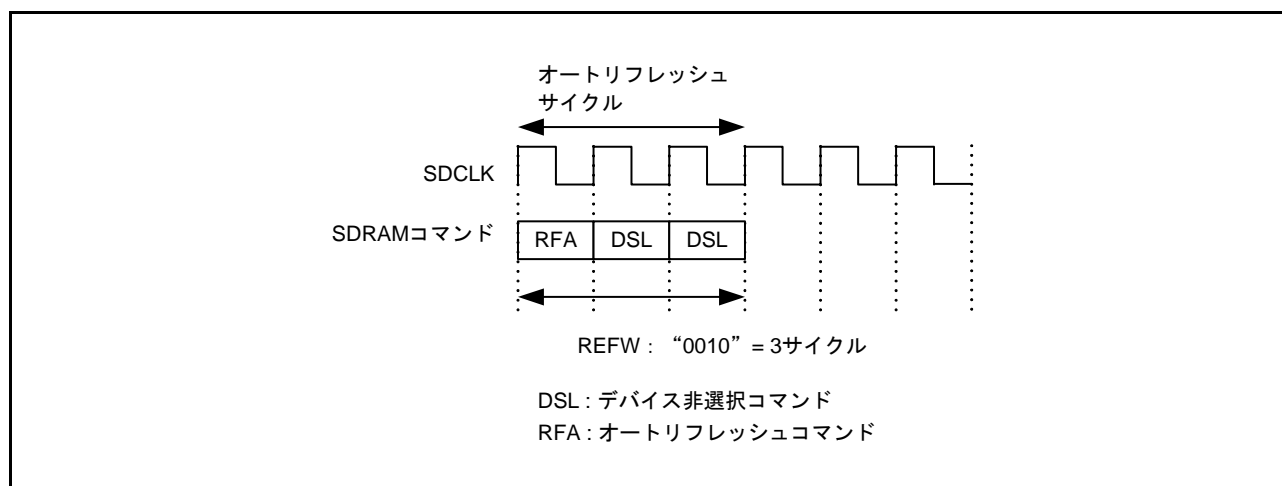 オートリフレッシュ
サイクル
SDCLK
SDRAMコマンド
RFA DSL DSL
REFW : “0010” = 3サイクル
DSL : デバイス非選択コマンド
RFA : オートリフレッシュコマンド